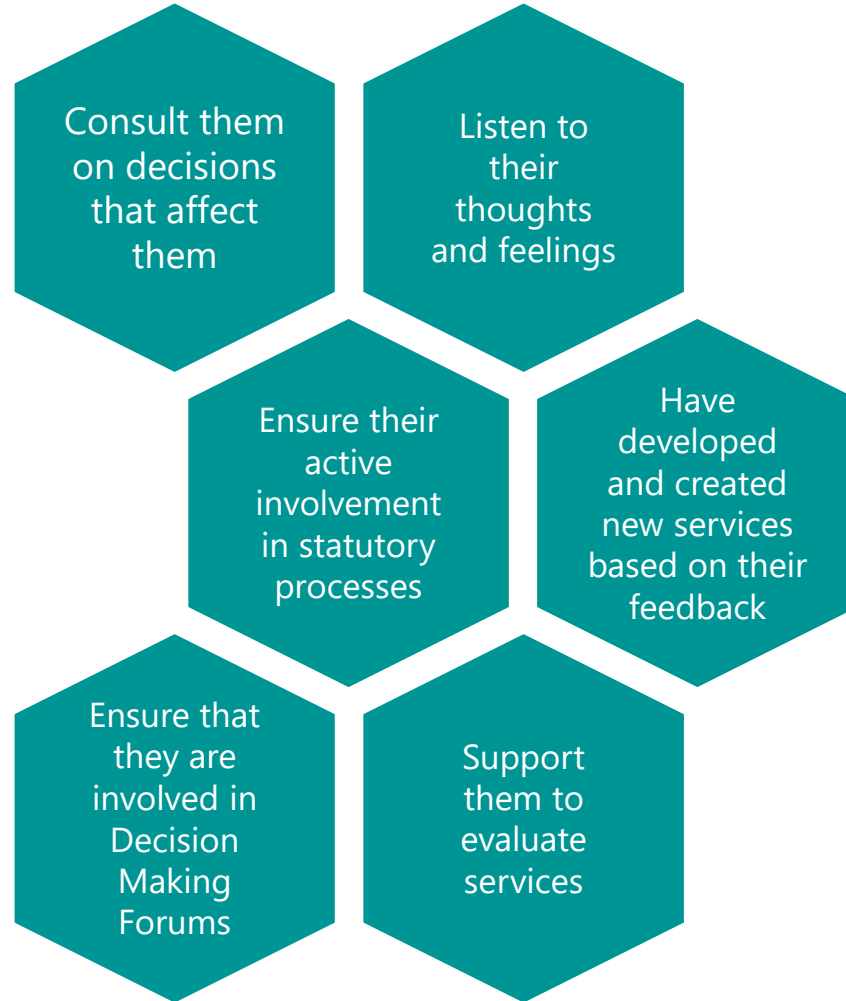 Consult them
on decisions
that affect
them
Listen to
their
thoughts
and feelings
Ensure their
active
involvement
in statutory
processes
Have
developed
and created
new services
based on their
feedback
Ensure that
they are
involved in
Decision
Making
Forums
Support
them to
evaluate
services